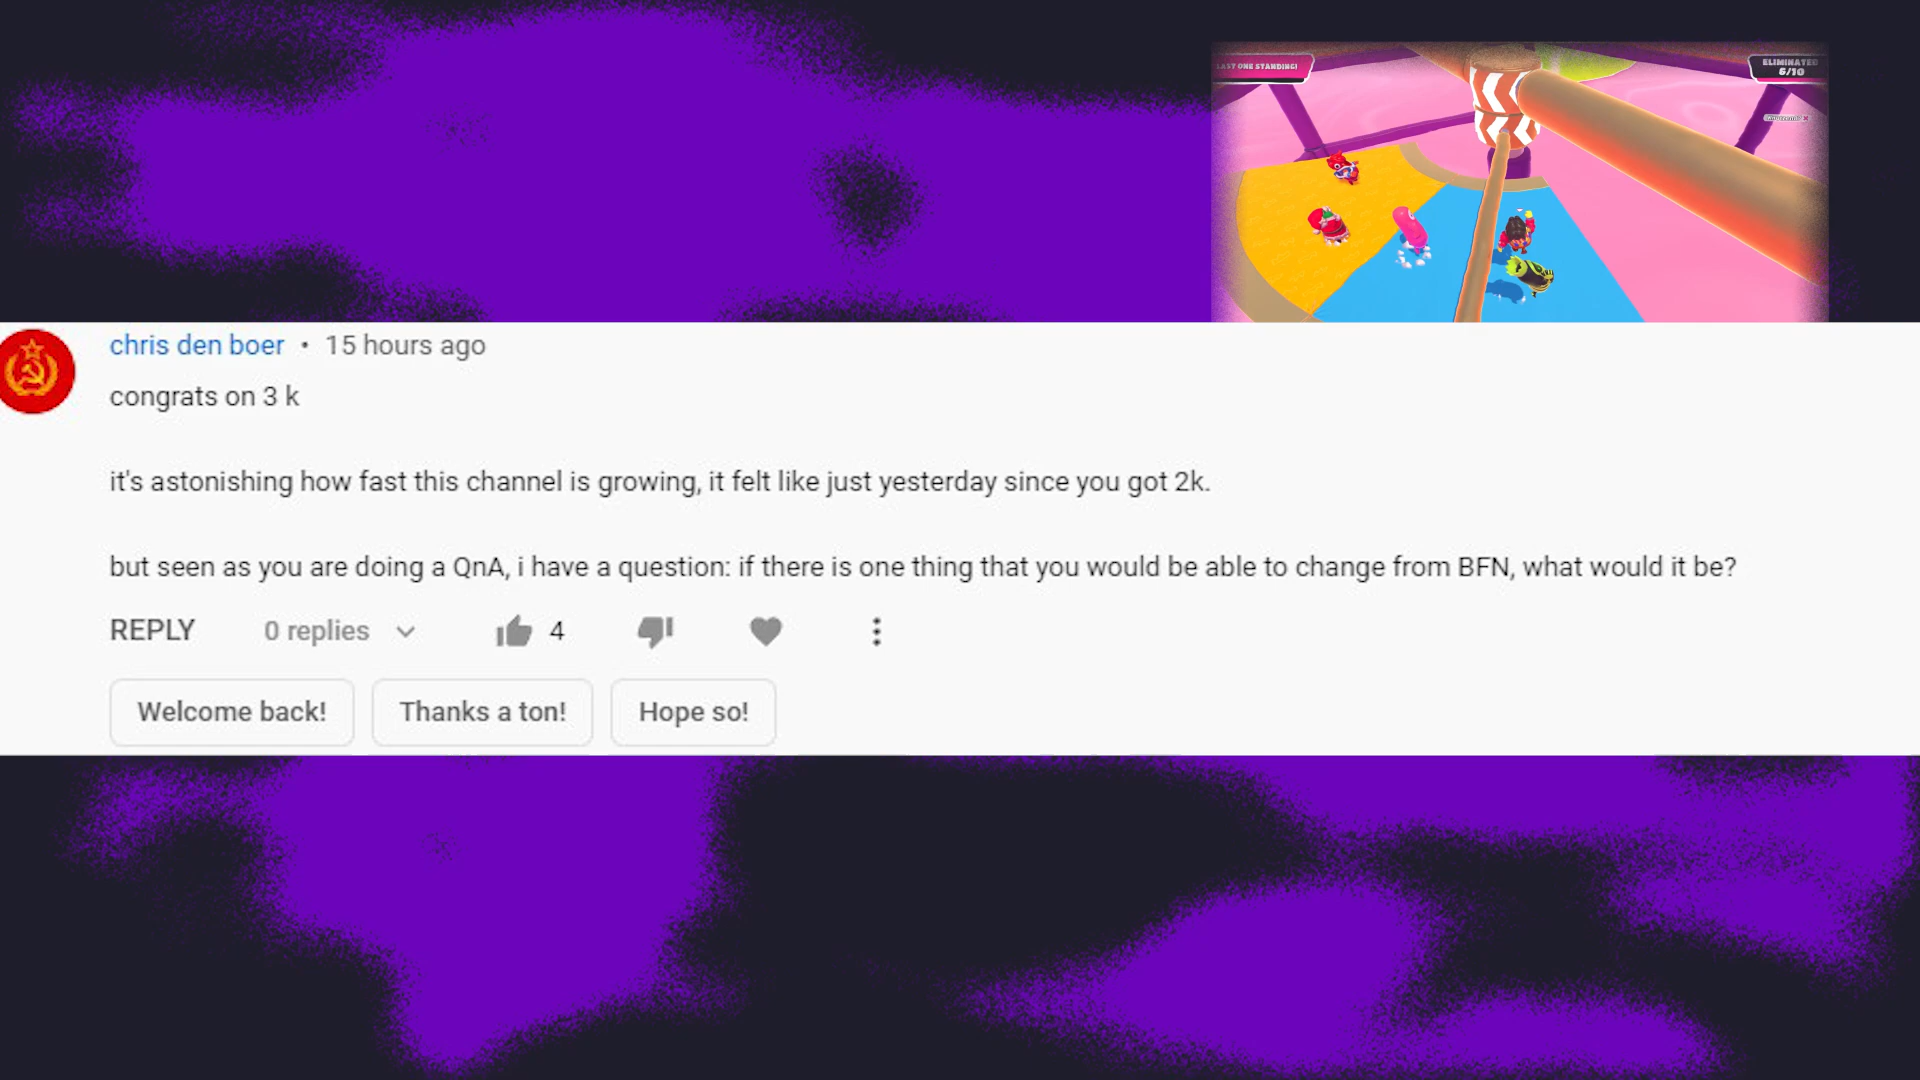 LAST ONE STANDING!
ELIMINATED
6/10
chris den boer • 15 hours ago
congrats on 3 k
it's astonishing how fast this channel is growing, it felt like just yesterday since you got 2k.
but seen as you are doing a QnA, i have a question: if there is one thing that you would be able to change from BFN, what would it be?
REPLY 0 replies 4
Welcome back! Thanks a ton! Hope so!